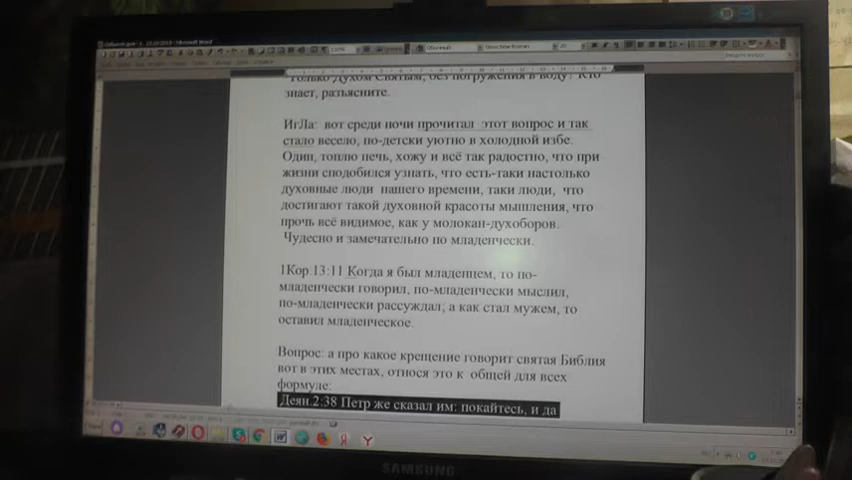 Только Духом Святым, без погружения в воду? Кто
знает, разъясните.
ИгЛа: вот среди ночи прочитал этот вопрос и так
стало весело, по-детски уютно в холодной избе.
Один, топлю печь, хожу и всё так радостно, что при
жизни сподобился узнать, что есть-таки настолько
духовные люди нашего времени, таки люди, что
достигают такой духовной красоты мышления, что
прочь всё видимое, как у молокан-духоборов.
Чудесно и замечательно по младенчески.
1Кор.13:11 Когда я был младенцем, то по-
младенчески говорил, по-младенчески мыслил,
по-младенчески рассуждал; а как стал мужем, то
оставил младенческое.
Вопрос: а про какое крещение говорит святая Библия
вот в этих местах, относя это к общей для всех
формуле:
Деян.2:38 Петр же сказал им: покайтесь, и да
SAMSUNG